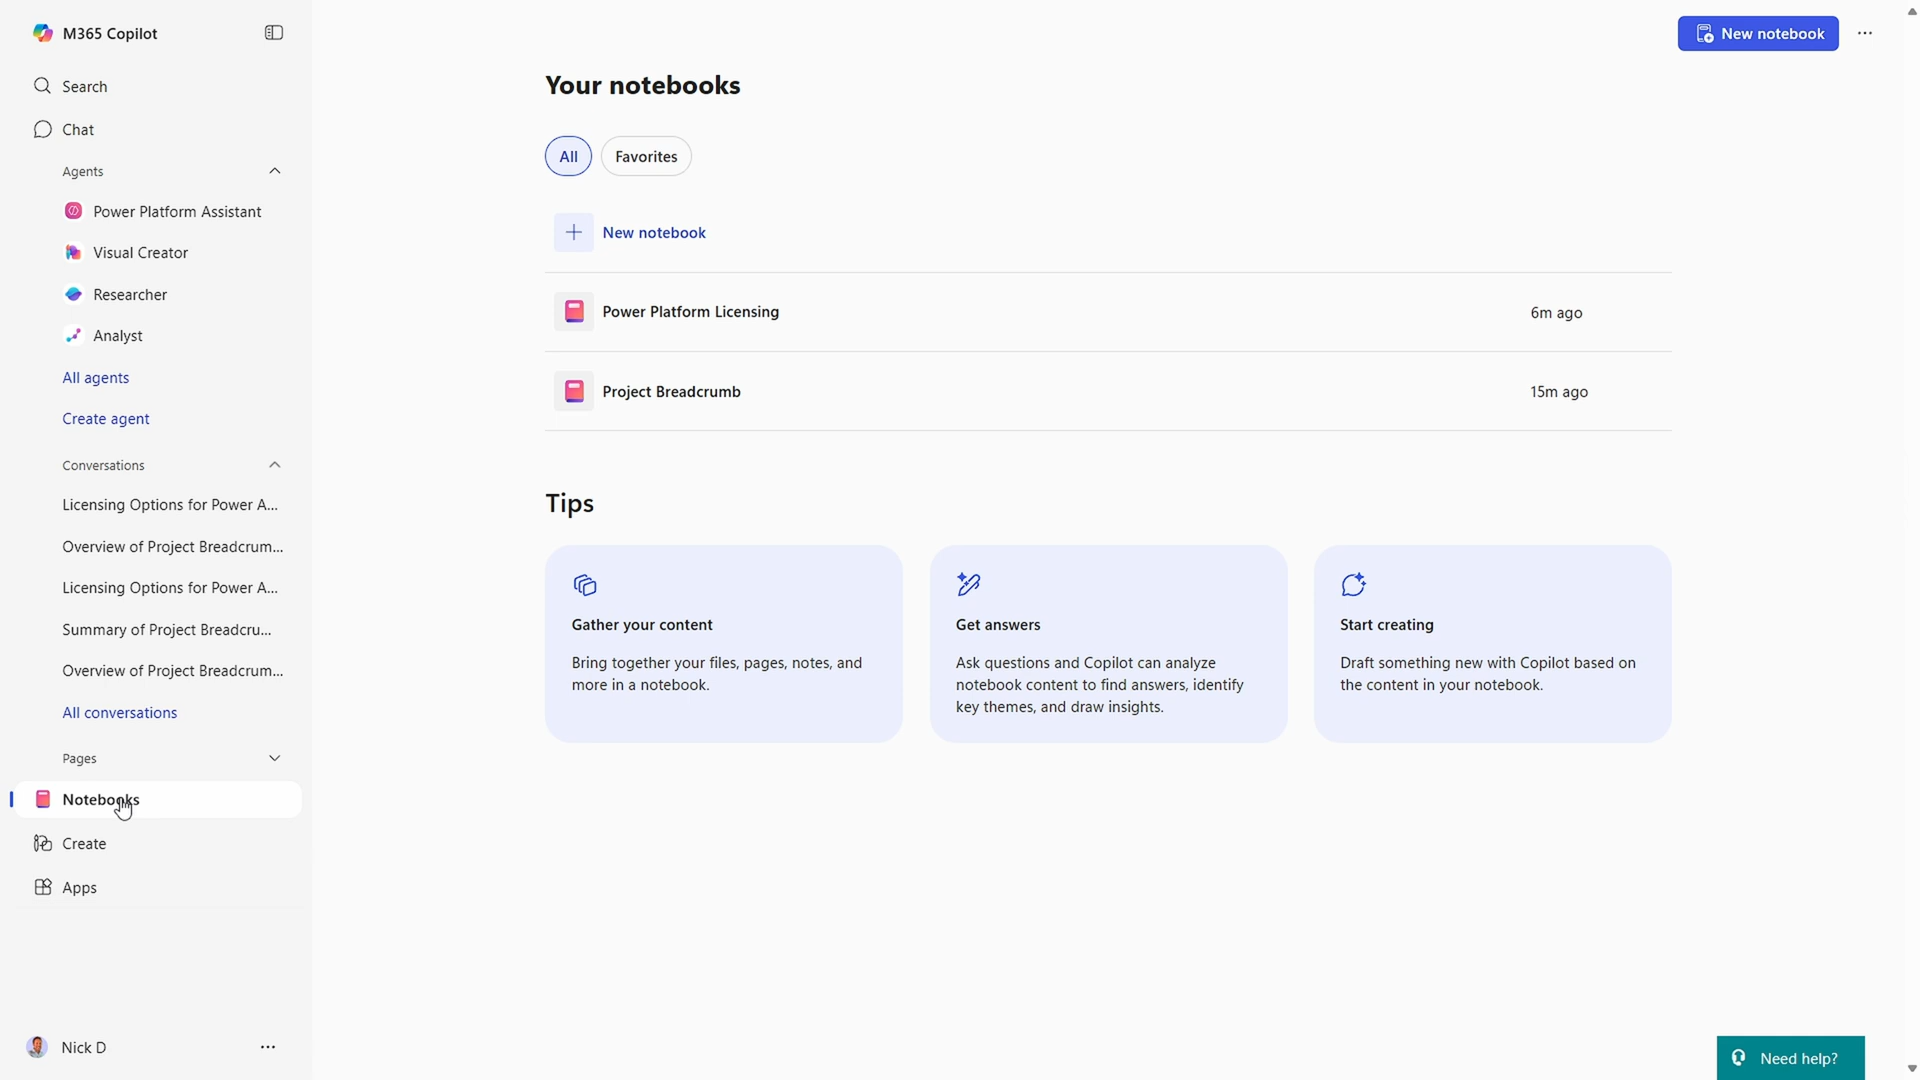 M365 Copilot
Search
Chat
Agents
Power Platform Assistant
Visual Creator
Researcher
Analyst
All agents
Create agent
Conversations
Licensing Options for Power A...
Overview of Project Breadcrum...
Licensing Options for Power A...
Summary of Project Breadcru...
Overview of Project Breadcrum...
All conversations
Pages
Notebooks
Create
Apps
Nick D
New notebook
Your notebooks
All
Favorites
New notebook
Power Platform Licensing
6m ago
Project Breadcrumb
15m ago
Tips
Gather your content
Bring together your files, pages, notes, and
more in a notebook.
Get answers
Ask questions and Copilot can analyze
notebook content to find answers, identify
key themes, and draw insights.
Start creating
Draft something new with Copilot based on
the content in your notebook.
Need help?